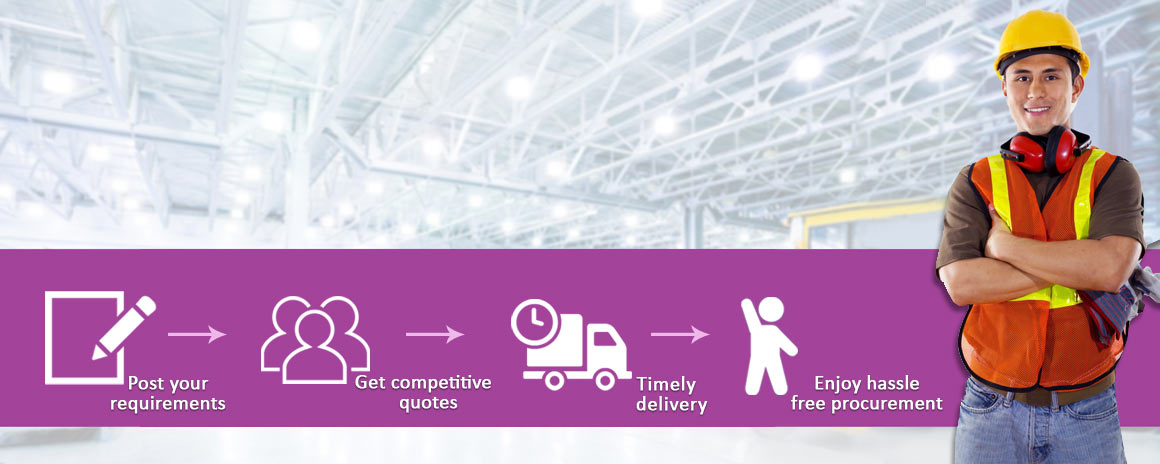 Post your
requirements
Get competitive
quotes
Timely
delivery
Enjoy hassle
free procurement